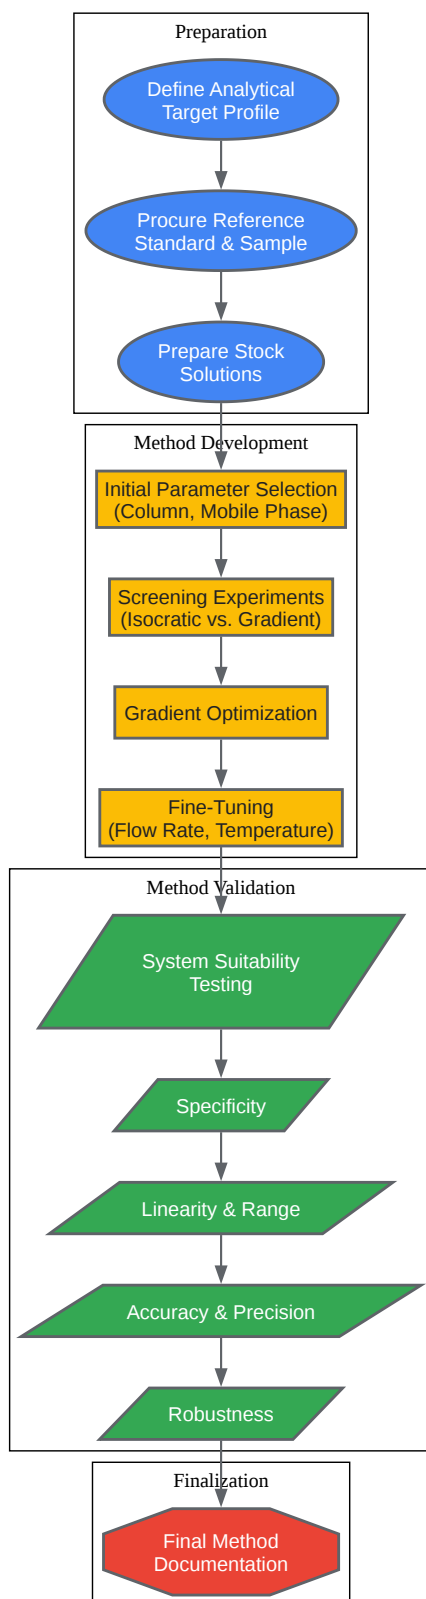 Preparation
Define Analytical
Target Profile
Procure Reference
Standard & Sample
Prepare Stock
Solutions
Method Development
Initial Parameter Selection
(Column, Mobile Phase)
Screening Experiments
(Isocratic vs. Gradient)
Gradient Optimization
Fine-Tuning
(Flow Rate, Temperature)
Method Validation
System Suitability
Testing
Specificity
Linearity & Range
Accuracy & Precision
Robustness
Finalization
Final Method
Documentation